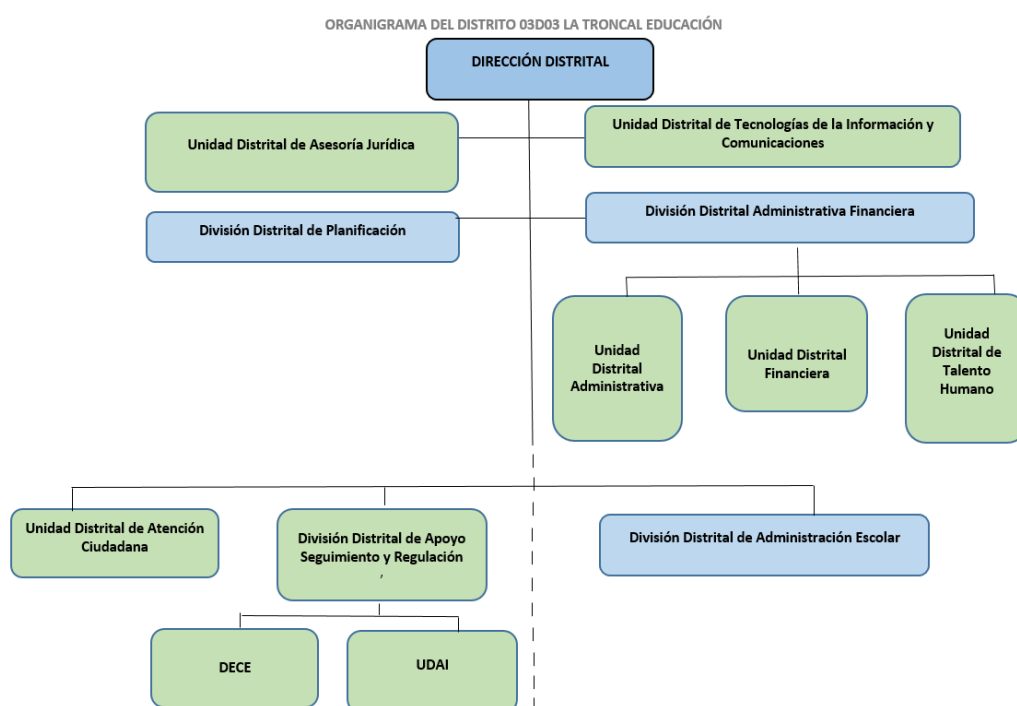 ORGANIGRAMA DEL DISTRITO 03D03 LA TRONCAL EDUCACIÓN
DIRECCIÓN DISTRITAL
Unidad Distrital de Asesoría Jurídica
Unidad Distrital de Tecnologías de la Información y
Comunicaciones
División Distrital de Planificación
División Distrital Administrativa Financiera
Unidad
Distrital
Administrativa
Unidad Distrital
Financiera
Unidad
Distrital de
Talento
Humano
Unidad Distrital de Atención
Ciudadana
División Distrital de Apoyo
Seguimiento y Regulación
,
División Distrital de Administración Escolar
DECE
UDAI